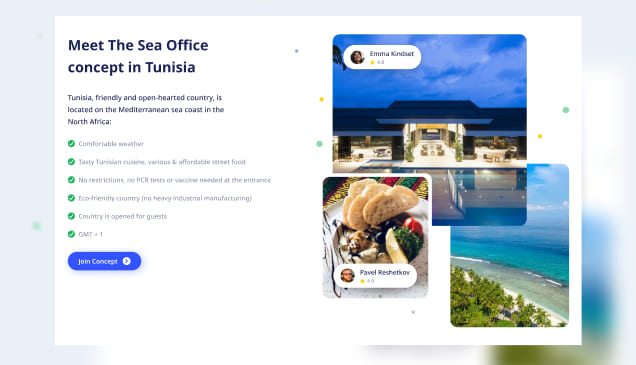 Meet The Sea Office
concept in Tunisia
Tunisia, friendly and open-hearted country, is
located on the Mediterranean sea coast in the
North Africa:
Comfortable weather
Tasty Tunisian cuisine, various & affordable street food
No restrictions, no PCR tests or vaccine needed at the entrance
Eco-friendly country (no heavy industrial manufacturing)
Country is opened for guests
GMT + 1
Join Concept
Emma Kindset
4.8
Pavel Reshetkov
4.9